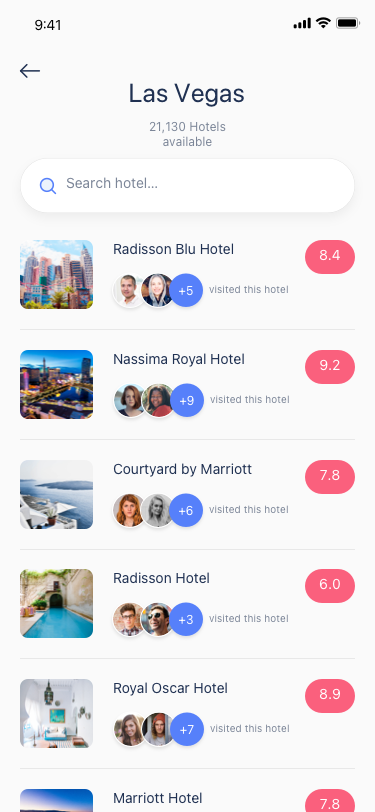 9:41
Las Vegas
21,130 Hotels
available
Search hotel...
Radisson Blu Hotel
8.4
+5 visited this hotel
Nassima Royal Hotel
9.2
+9 visited this hotel
Courtyard by Marriott
7.8
+6 visited this hotel
Radisson Hotel
6.0
+3 visited this hotel
Royal Oscar Hotel
8.9
+7 visited this hotel
Marriott Hotel
7.8